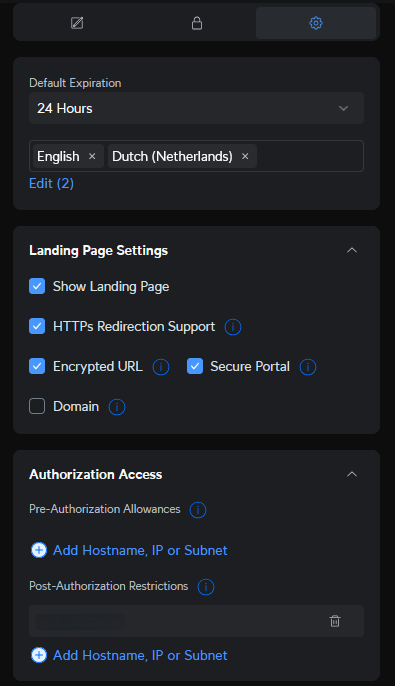 Default Expiration
24 Hours
English × Dutch (Netherlands) ×
Edit (2)
Landing Page Settings
Show Landing Page
HTTPs Redirection Support
Encrypted URL Secure Portal
Domain
Authorization Access
Pre-Authorization Allowances
Add Hostname, IP or Subnet
Post-Authorization Restrictions
Add Hostname, IP or Subnet